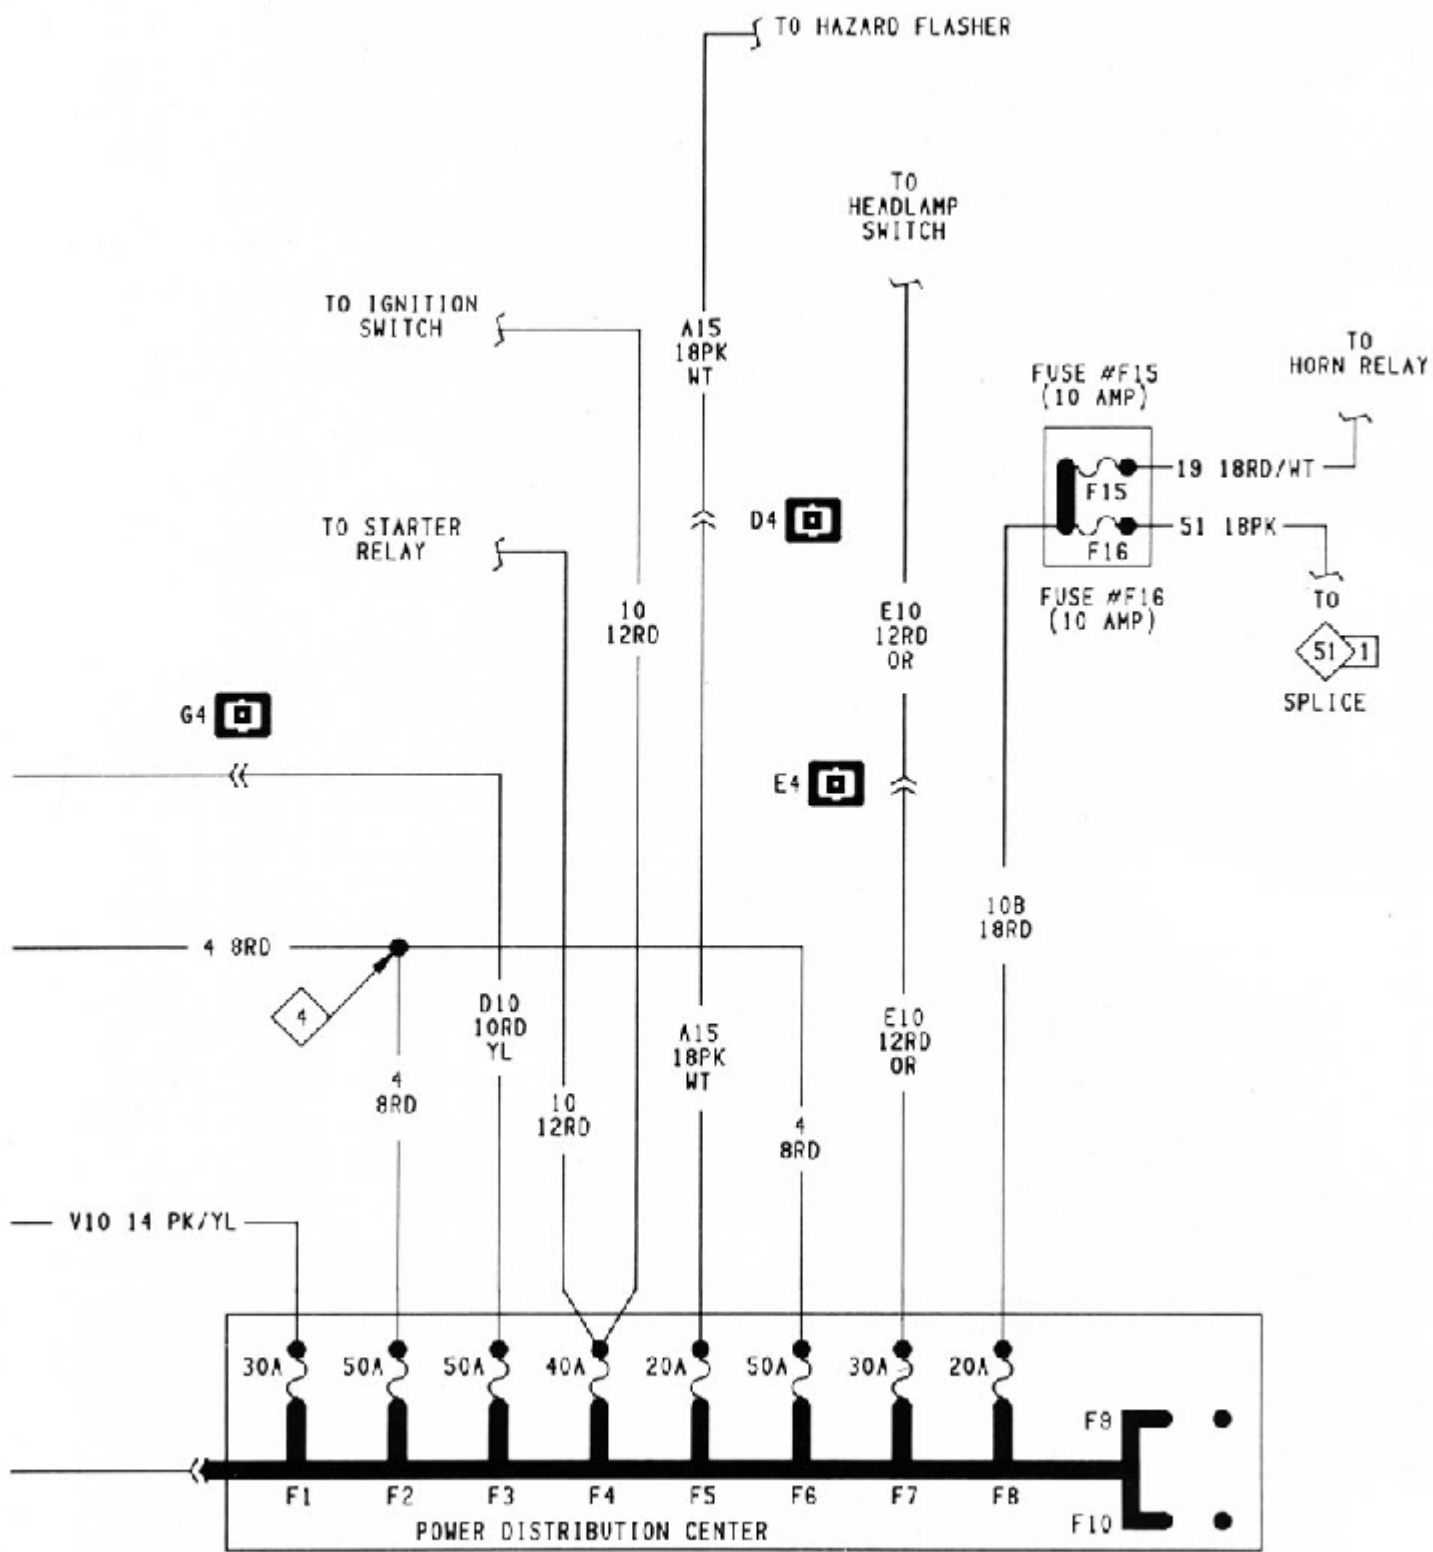 TO HAZARD FLASHER
TO
HEADLAMP
SWITCH
TO IGNITION
SWITCH
A15
18PK
WT
TO
HORN RELAY
FUSE #F15
(10 AMP)
19 18RD/WT
F15
TO STARTER
RELAY
D4
51 18PK
F16
FUSE #F16
(10 AMP)
TO
51 1
SPLICE
10
12RD
E10
12RD
OR
G4
E4
10B
18RD
4 8RD
4
D10
10RD
YL
A15
18PK
WT
E10
12RD
OR
4
8RD
10
12RD
4
8RD
V10 14 PK/YL
30A 50A 50A 40A 20A 50A 30A 20A
F9
F1 F2 F3 F4 F5 F6 F7 F8
F10
POWER DISTRIBUTION CENTER